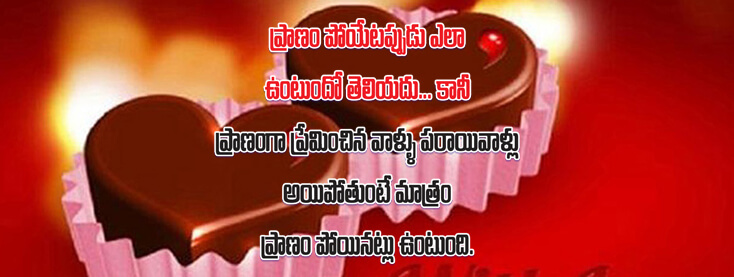 ప్రాణం పోయేటప్పుడు ఎలా
ఉంటుందో తెలియదు... కానీ
ప్రాణంగా ప్రేమించిన వాళ్ళు పరాయివాళ్లు
అయిపోతుంటే మాత్రం
ప్రాణం పోయినట్లు ఉంటుంది.